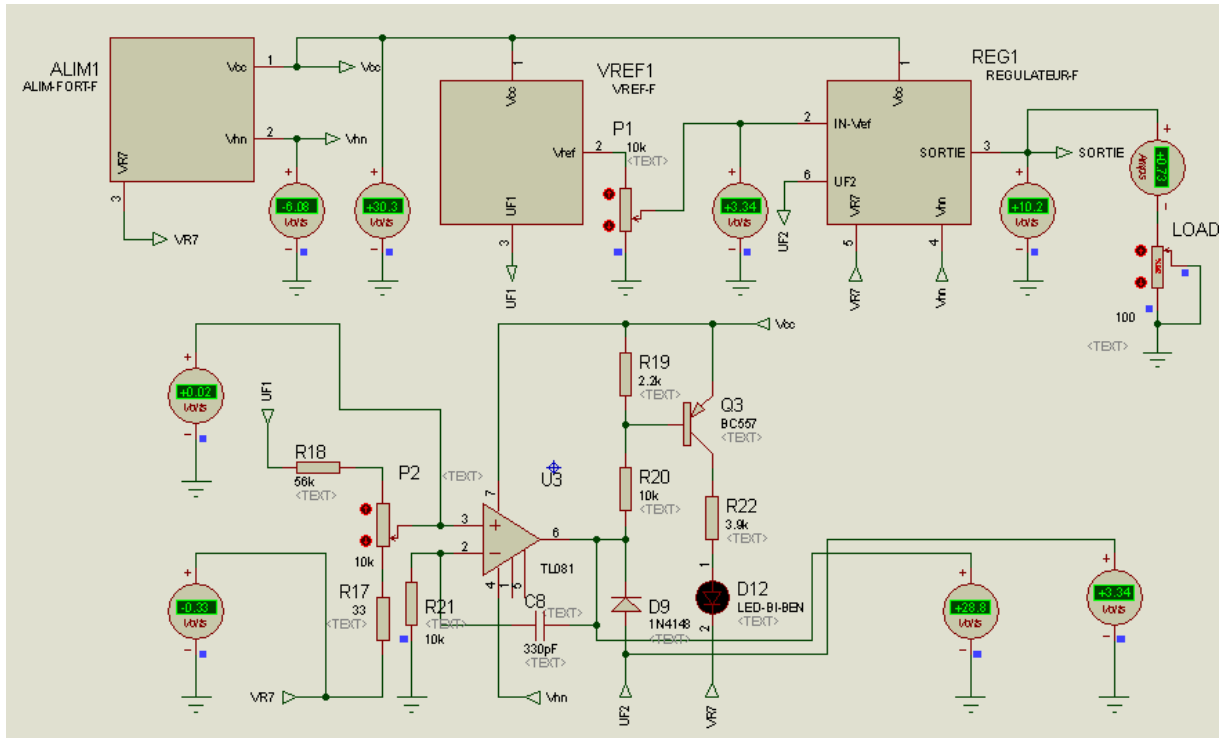 ALIM1
ALIM-FORT-F
Vcc
1
Vcc
Vhn
2
Vhn
VR7
3
VR7
+
-6.08
Volts
+
+30.3
Volts
VREF1
VREF-F
1
Vcc
Vref
2
UF1
3
UF1
P1
10k
<TEXT>
+
+3.34
Volts
REG1
REGULATEUR-F
1
Vcc
2
IN-Vref
SORTIE
3
SORTIE
6
UF2
VR7
Vhn
5
4
UF2
VR7
Vhn
+
+10.2
Volts
+
+0.73
Amps
LOAD
100
<TEXT>
+
+0.02
Volts
UF1
R18
56k
<TEXT>
P2
<TEXT>
10k
+
-0.33
Volts
R17
33
<TEXT>
VR7
R21
10k
U3
7
3
2
6
4
1
5
TL081
C8
330pF
<TEXT>
<TEXT>
Vhn
Vcc
R19
2.2k
<TEXT>
R20
10k
<TEXT>
Q3
BC557
<TEXT>
R22
3.9k
<TEXT>
1
D12
LED-BI-BEN
<TEXT>
2
D9
1N4148
<TEXT>
UF2
VR7
+
+28.8
Volts
+
+3.34
Volts